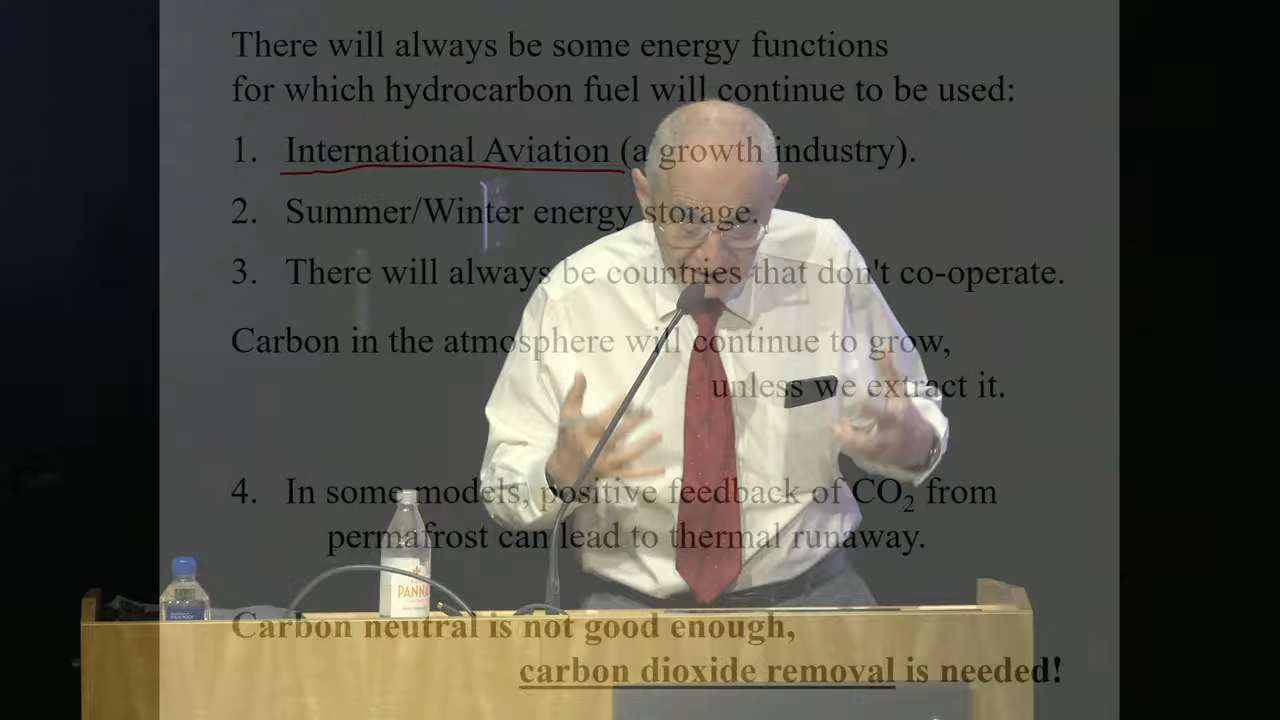 There will always be some energy functions
for which hydrocarbon fuel will continue to be used:
1. International Aviation (a growth industry).
2. Summer/Winter energy storage.
3. There will always be countries that don't co-operate.
Carbon in the atmosphere will continue to grow,
unless we extract it.
4. In some models, positive feedback of CO₂ from
permafrost can lead to thermal runaway.
PANNA
Carbon neutral is not good enough,
carbon dioxide removal is needed!